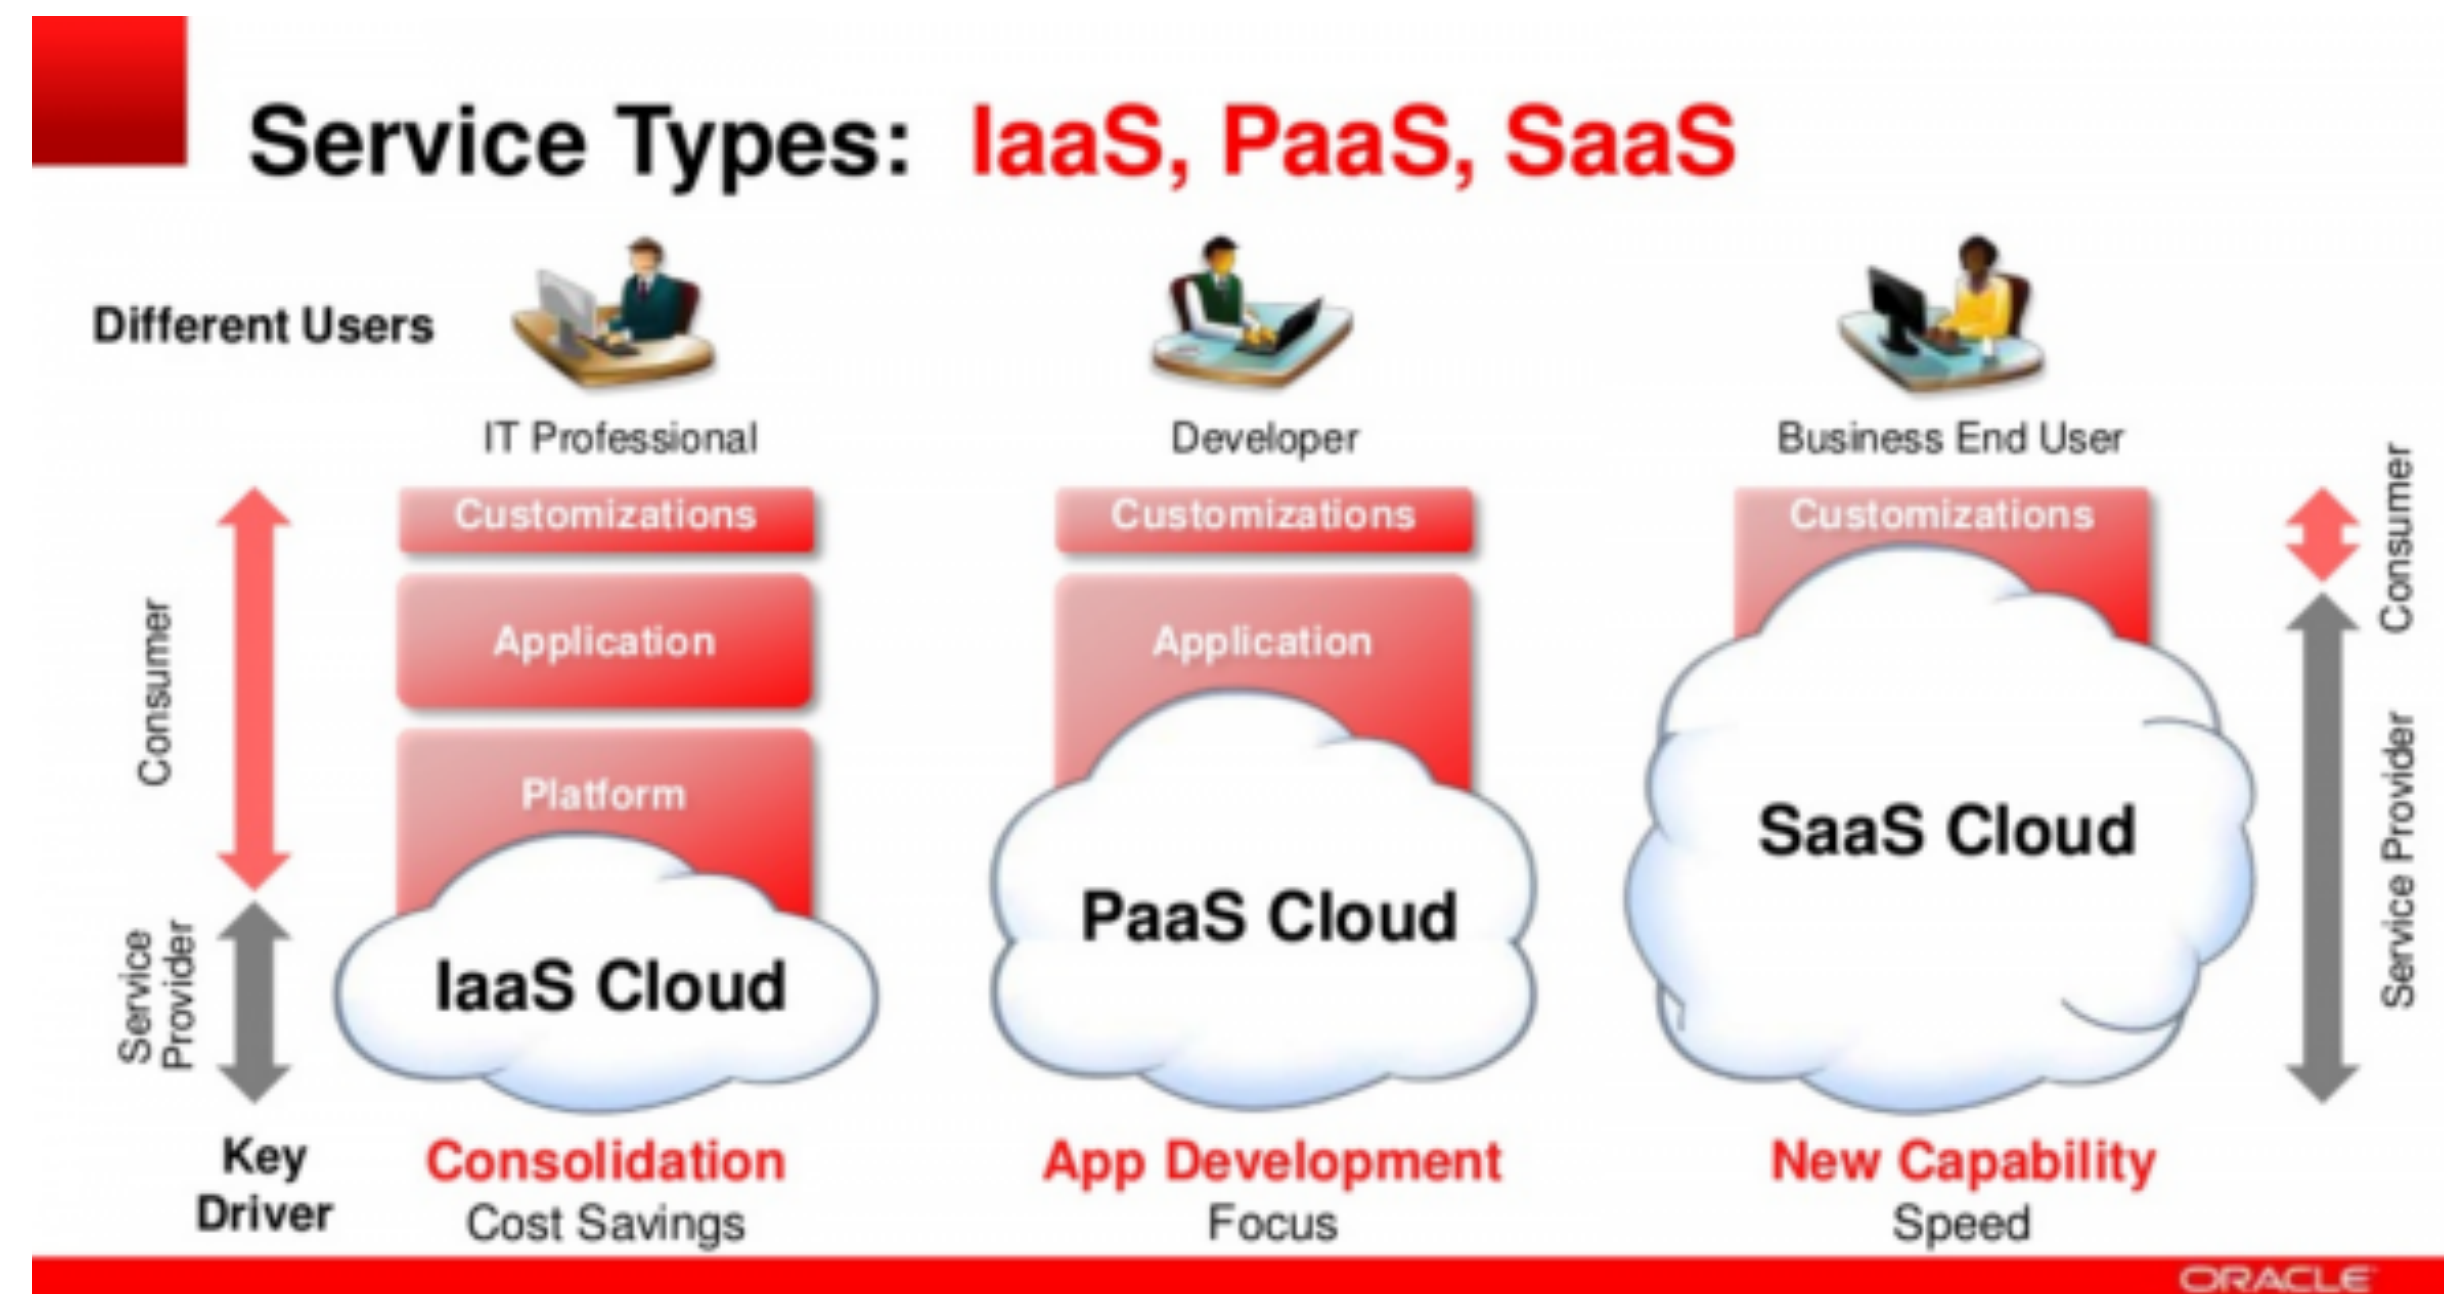 Service Types: IaaS, PaaS, SaaS
Different Users
IT Professional
Developer
Business End User
Consumer
Service
Provider
Customizations
Application
Platform
IaaS Cloud
Customizations
Application
PaaS Cloud
Customizations
SaaS Cloud
Consumer
Service Provider
Key
Driver
Consolidation
Cost Savings
App Development
Focus
New Capability
Speed
ORACLE